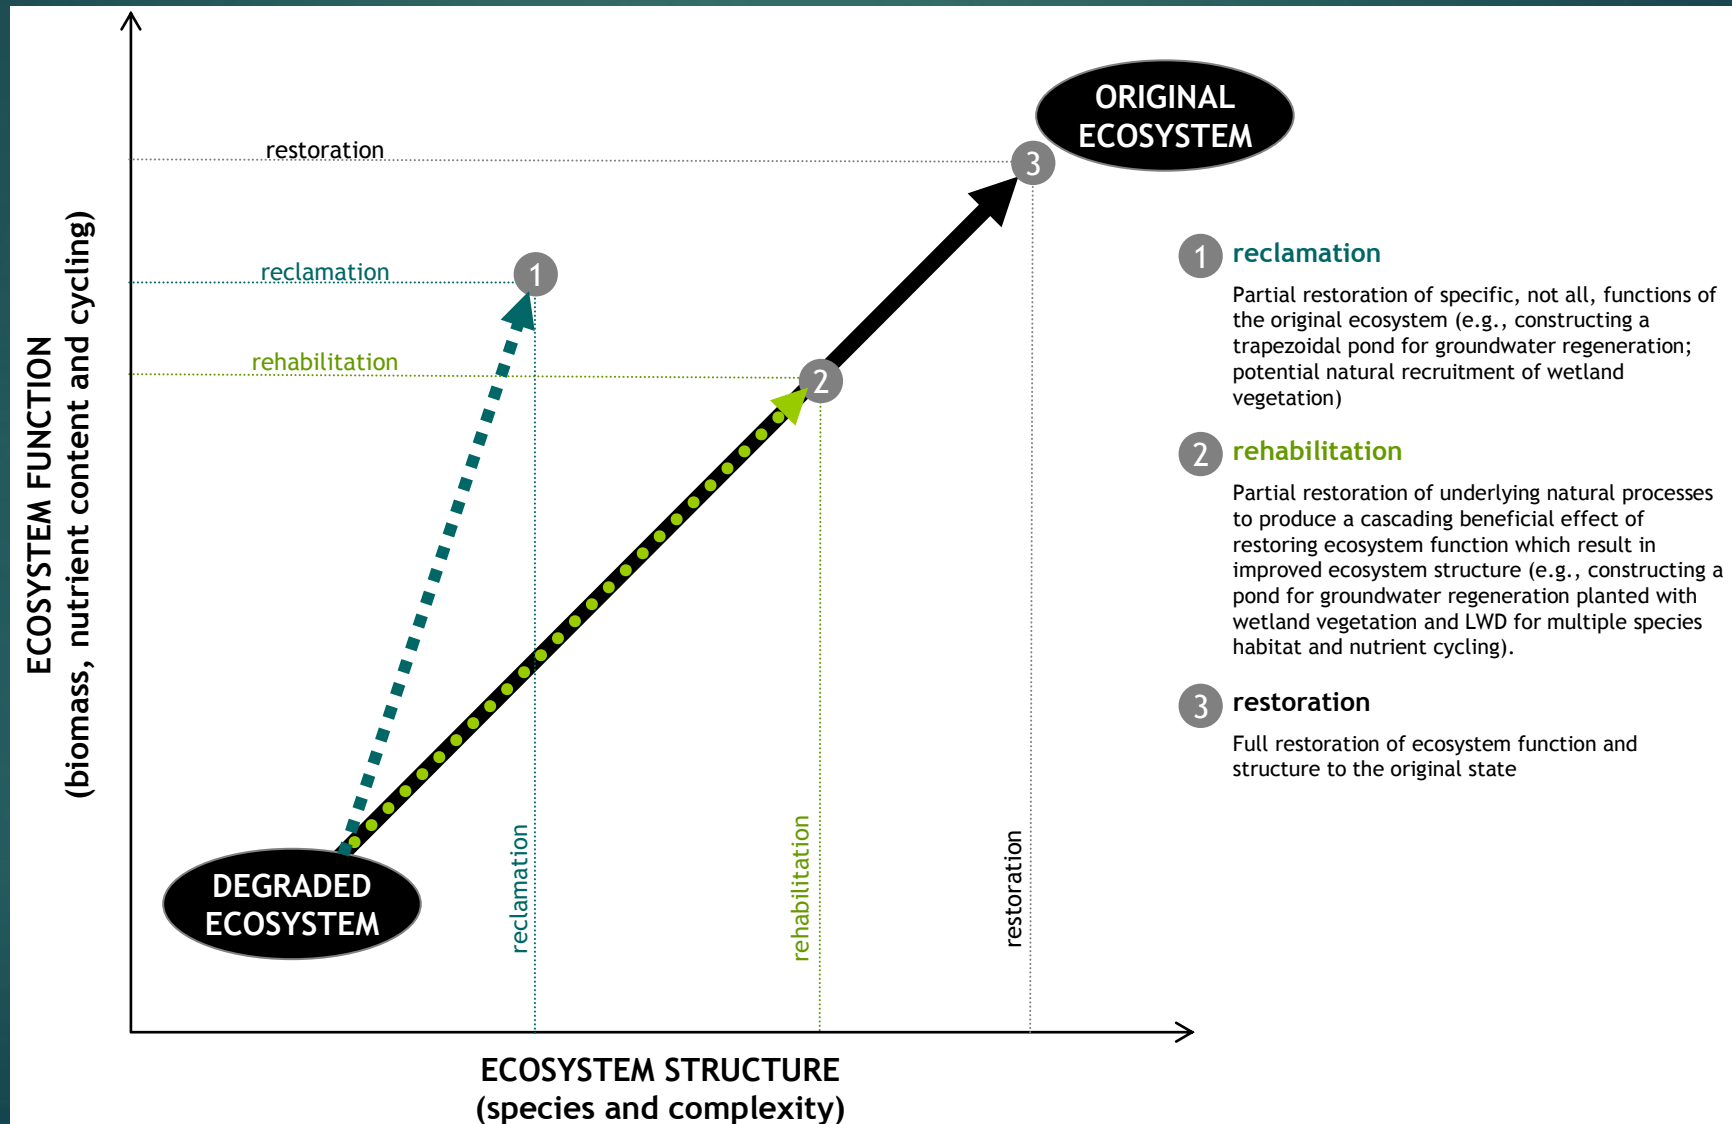 ORIGINAL
ECOSYSTEM
restoration
3
reclamation
1
rehabilitation
2
ECOSYSTEM FUNCTION
(biomass, nutrient content and cycling)
DEGRADED
ECOSYSTEM
reclamation
rehabilitation
restoration
ECOSYSTEM STRUCTURE
(species and complexity)
1 reclamation
Partial restoration of specific, not all, functions of
the original ecosystem (e.g., constructing a
trapezoidal pond for groundwater regeneration;
potential natural recruitment of wetland
vegetation)
2 rehabilitation
Partial restoration of underlying natural processes
to produce a cascading beneficial effect of
restoring ecosystem function which result in
improved ecosystem structure (e.g., constructing a
pond for groundwater regeneration planted with
wetland vegetation and LWD for multiple species
habitat and nutrient cycling).
3 restoration
Full restoration of ecosystem function and
structure to the original state